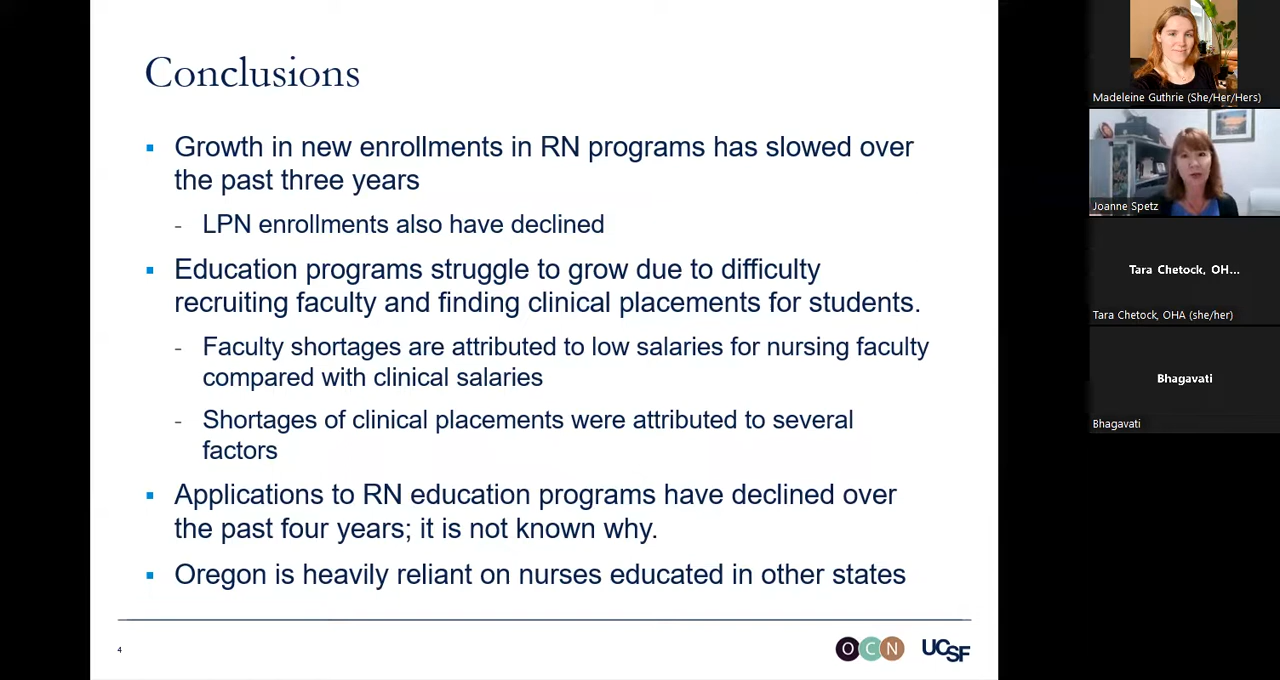 Conclusions
Growth in new enrollments in RN programs has slowed over
the past three years
- LPN enrollments also have declined
Education programs struggle to grow due to difficulty
recruiting faculty and finding clinical placements for students.
- Faculty shortages are attributed to low salaries for nursing faculty
compared with clinical salaries
- Shortages of clinical placements were attributed to several
factors
Applications to RN education programs have declined over
the past four years; it is not known why.
Oregon is heavily reliant on nurses educated in other states
4
OCN
UCSF
Madeleine Guthrie (She/Her/Hers)
Joanne Spetz
Tara Chetock, OH...
Tara Chetock, OHA (she/her)
Bhagavati
Bhagavati